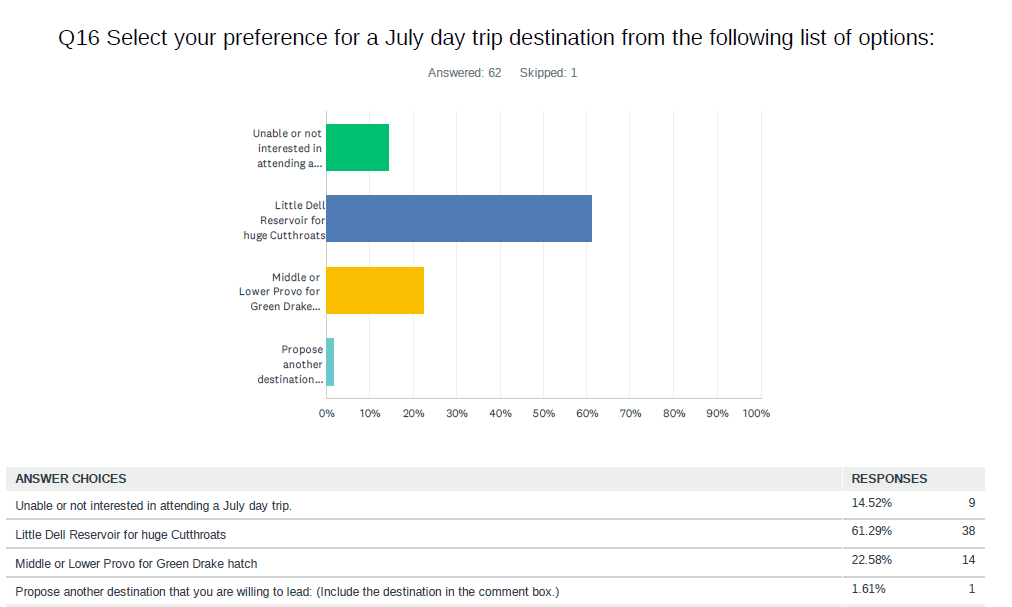 Q16 Select your preference for a July day trip destination from the following list of options:
Answered: 62 Skipped: 1
Unable or not
interested in
attending a...
Little Dell
Reservoir for
huge Cutthroats
Middle or
Lower Provo for
Green Drake...
Propose
another
destination...
0% 10% 20% 30% 40% 50% 60% 70% 80% 90% 100%
ANSWER CHOICES RESPONSES
Unable or not interested in attending a July day trip. 14.52% 9
Little Dell Reservoir for huge Cutthroats 61.29% 38
Middle or Lower Provo for Green Drake hatch 22.58% 14
Propose another destination that you are willing to lead: (Include the destination in the comment box.) 1.61% 1